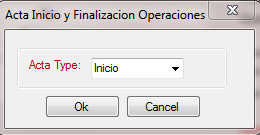 Acta Inicio y Finalizacion Operaciones
Acta Type: Inicio
Ok Cancel